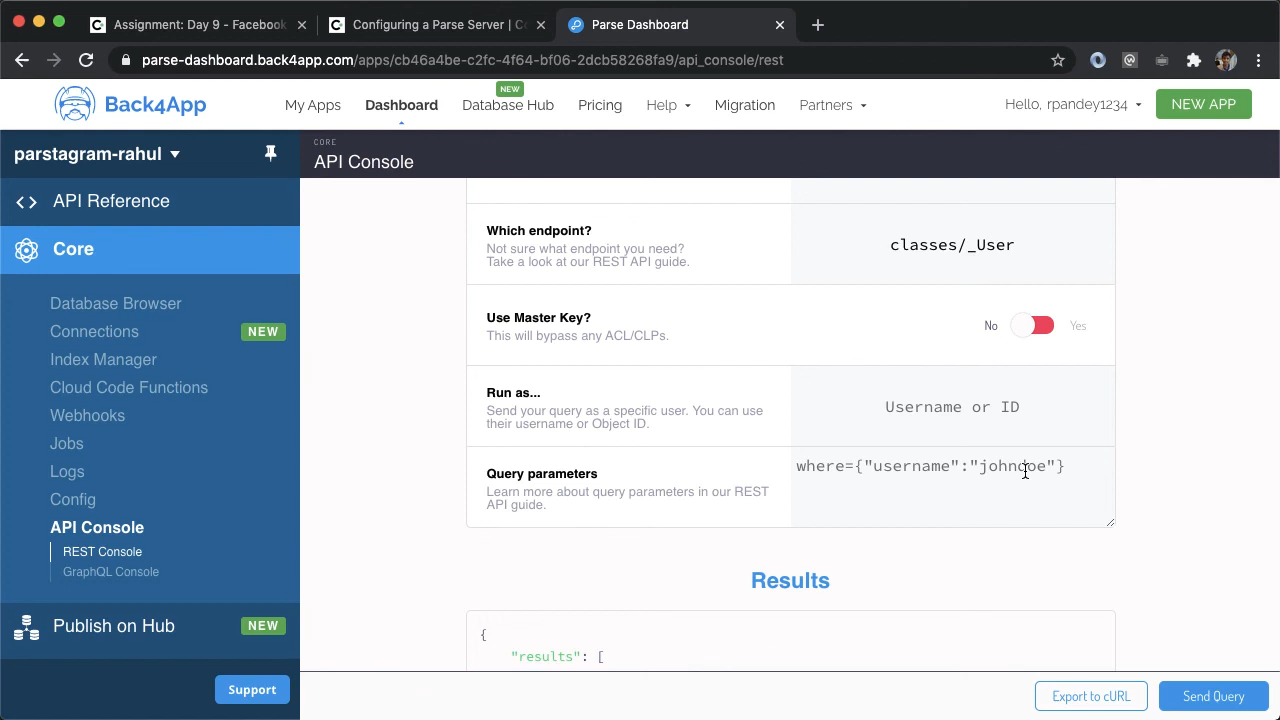 Assignment: Day 9 - Facebook
Configuring a Parse Server | C
Parse Dashboard
parse-dashboard.back4app.com/apps/cb46a4be-c2fc-4f64-bf06-2dcb58268fa9/api_console/rest
Back4App
My Apps
Dashboard
NEW
Database Hub
Pricing
Help
Migration
Partners
Hello, rpandey1234
NEW APP
parstagram-rahul
API Reference
Core
Database Browser
Connections NEW
Index Manager
Cloud Code Functions
Webhooks
Jobs
Logs
Config
API Console
REST Console
GraphQL Console
Publish on Hub NEW
Support
CORE
API Console
Which endpoint?
Not sure what endpoint you need?
Take a look at our REST API guide.
classes/_User
Use Master Key?
This will bypass any ACL/CLPs.
No Yes
Run as...
Send your query as a specific user. You can use
their username or Object ID.
Username or ID
Query parameters
Learn more about query parameters in our REST
API guide.
where={"username":"johndoe"}
Results
{
"results": [
Export to cURL
Send Query